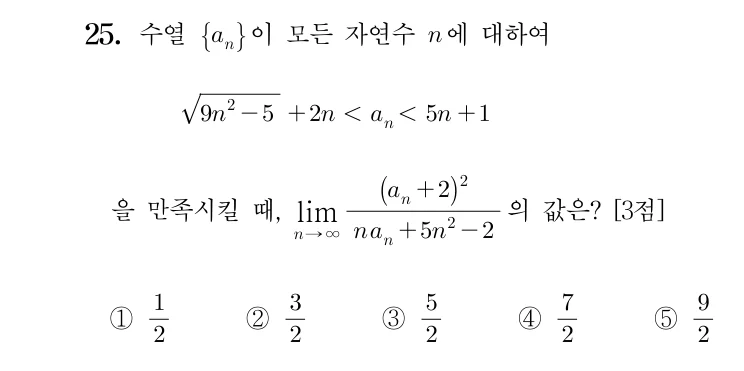 25. 수열 {aₙ}이 모든 자연수 n에 대하여
√(9n² − 5) + 2n < aₙ < 5n + 1
을 만족시킬 때, lim_{n→∞} (aₙ + 2)² / (naₙ + 5n² − 2) 의 값은? [3점]
① 1/2 ② 3/2 ③ 5/2 ④ 7/2 ⑤ 9/2